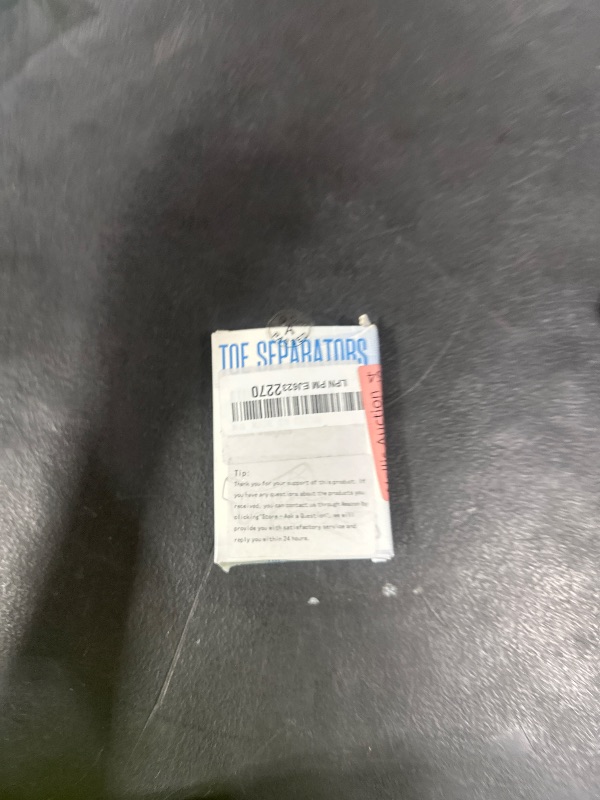 TOE SEPARATORS
LPN PM EJ6232270
Auction
Tip:
Thank you for your support of this product. If
you have any questions about the products you
received, you can contact us through Amazon by
clicking"Store - Ask a Question", we will
provide you with satisfactory service and
reply you within 24 hours.